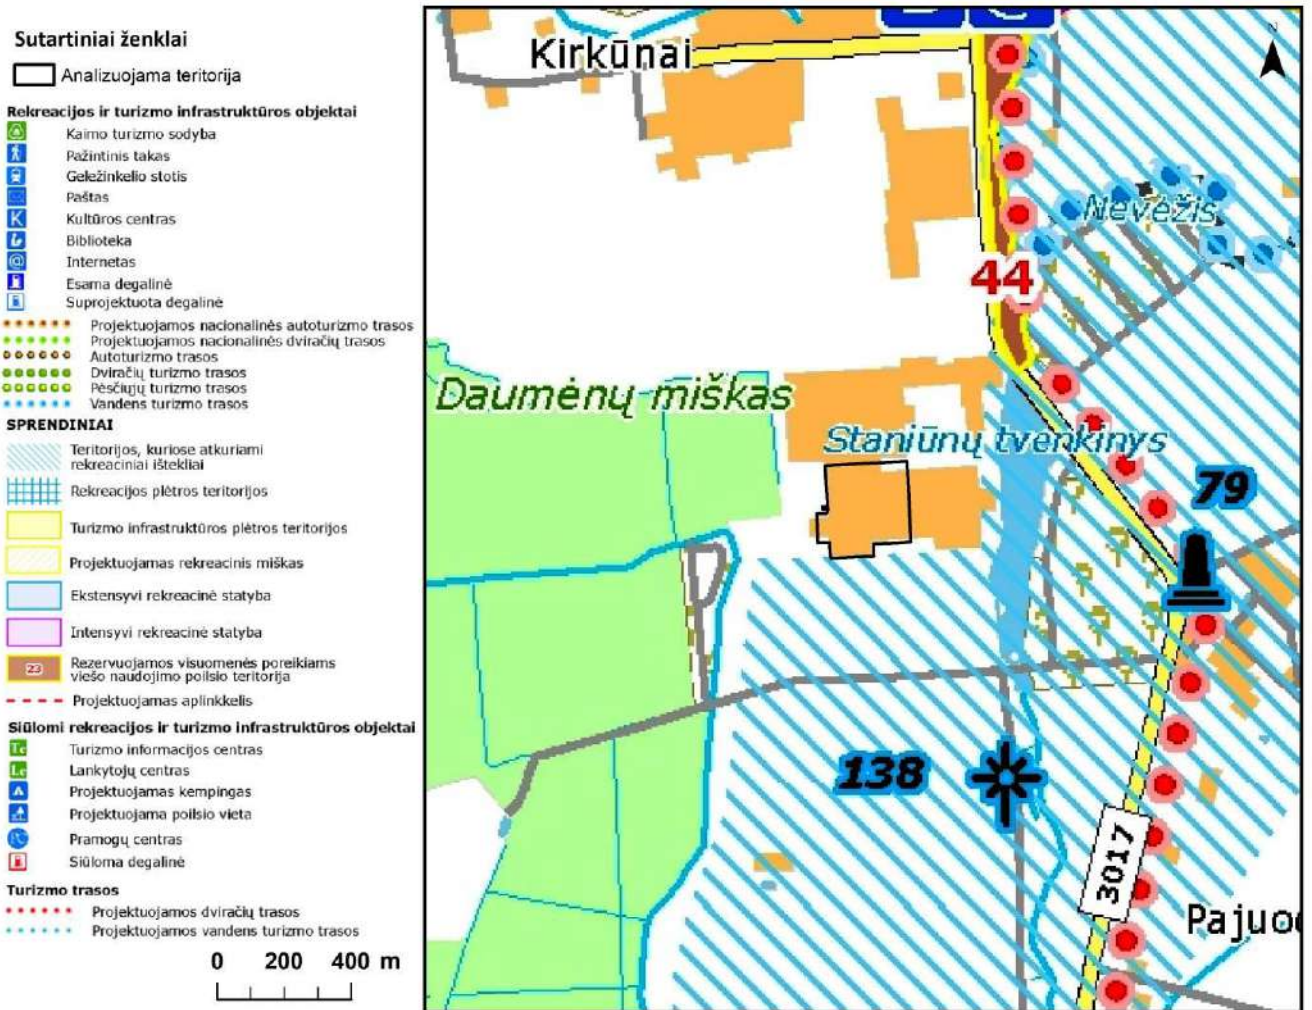 Sutartiniai ženklai
Analizuojama teritorija
Rekreacijos ir turizmo infrastruktūros objektai
Kaimo turizmo sodyba
Pažintinis takas
Geležinkelio stotis
Paštas
K Kultūros centras
Biblioteka
@ Internetas
Esama degalinė
Suprojektuota degalinė
Projektuojamos nacionalinės autoturizmo trasos
Projektuojamos nacionalinės dviračių trasos
Autoturizmo trasos
Dviračių turizmo trasos
Pėsčiųjų turizmo trasos
Vandens turizmo trasos
SPRENDINIAI
Teritorijos, kuriose atkuriami
rekreaciniai ištekliai
Rekreacijos plėtros teritorijos
Turizmo infrastruktūros plėtros teritorijos
Projektuojamas rekreacinis miškas
Ekstensyvi rekreacinė statyba
Intensyvi rekreacinė statyba
23 Rezervuojamos visuomenės poreikiams
viešo naudojimo poilsio teritorija
Projektuojamas aplinkkelis
Siūlomi rekreacijos ir turizmo infrastruktūros objektai
Tc Turizmo informacijos centras
Lc Lankytojų centras
Projektuojamas kempingas
Projektuojama poilsio vieta
Pramogų centras
Siūloma degalinė
Turizmo trasos
Projektuojamos dviračių trasos
Projektuojamos vandens turizmo trasos
0 200 400 m
Kirkūnai
N
Nevėžis
44
Daumėnų miškas
Staniūnų tvenkinys
79
138
3017
Pajuo